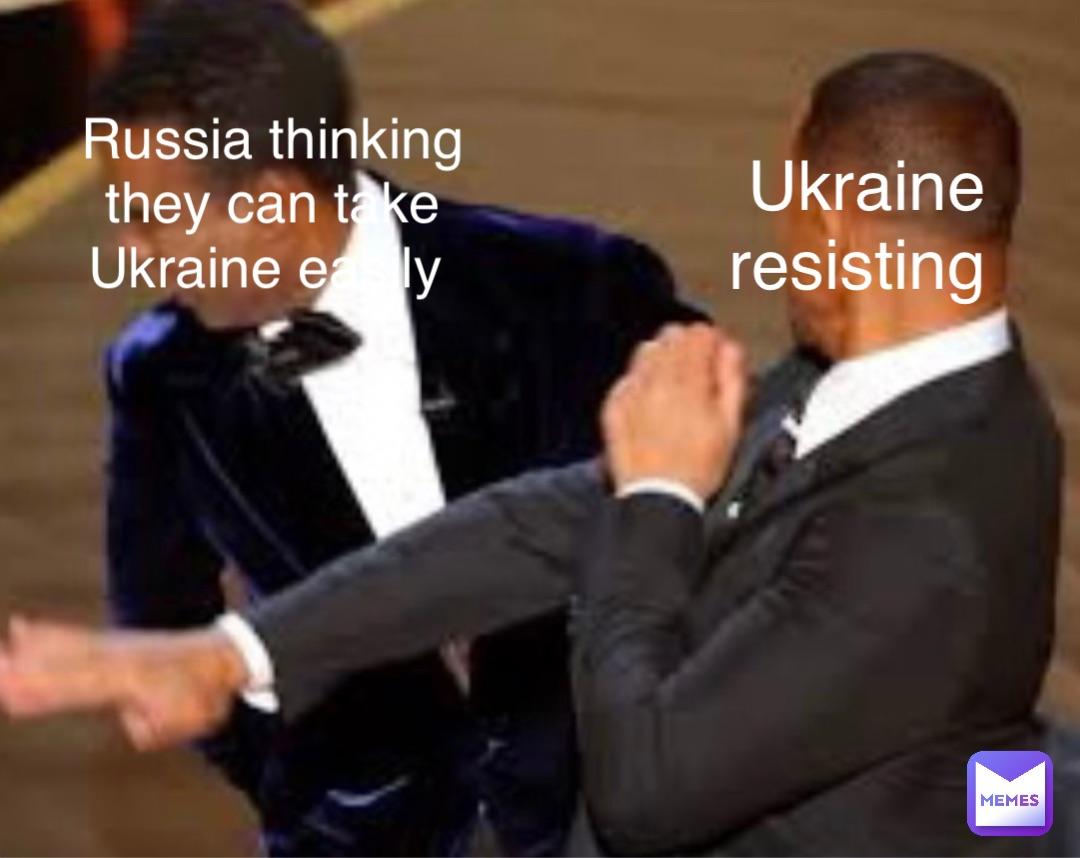 Russia thinking
they can take
Ukraine easily
Ukraine
resisting
MEMES